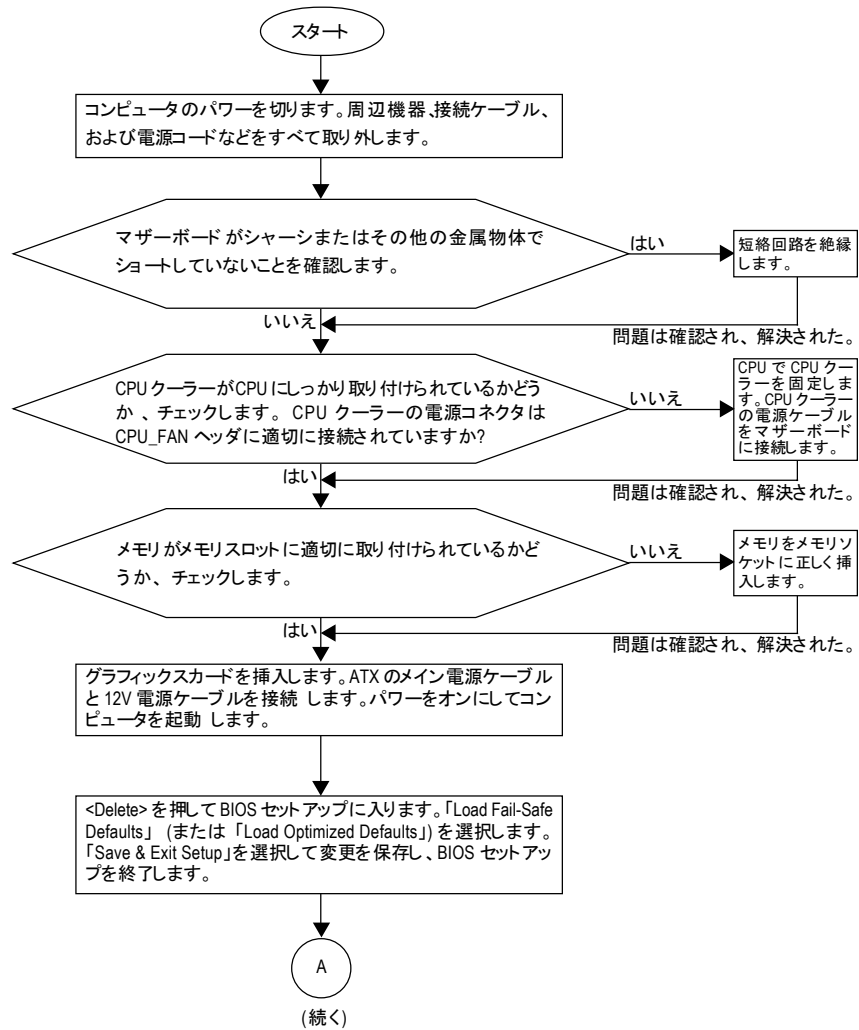 スタート
コンピュータのパワーを切ります。周辺機器、接続ケーブル、
および電源コードなどをすべて取り外します。
マザーボードがシャーシまたはその他の金属物体で
ショートしていないことを確認します。
はい
短絡回路を絶縁
します。
いいえ
問題は確認され、解決された。
CPU クーラーがCPU にしっかり取り付けられているかどう
か 、チェックします。 CPU クーラーの電源コネクタは
CPU_FAN ヘッダに適切に接続されていますか?
いいえ
CPU で CPU クー
ラーを固定しま
す。CPU クーラー
の電源ケーブル
をマザーボード
に接続します。
はい
問題は確認され、解決された。
メモリがメモリスロットに適切に取り付けられているかど
うか、チェックします。
いいえ
メモリをメモリソ
ケットに正しく挿
入します。
はい
問題は確認され、解決された。
グラフィックスカードを挿入します。ATX のメイン電源ケーブル
と 12V 電源ケーブルを接続 します。パワーをオンにしてコン
ピュータを起動 します。
<Delete> を押して BIOS セットアップに入ります。「Load Fail-Safe
Defaults」 (または 「Load Optimized Defaults」) を選択します。
「Save & Exit Setup」を選択して変更を保存し、BIOS セットアッ
プを終了します。
A
(続く)